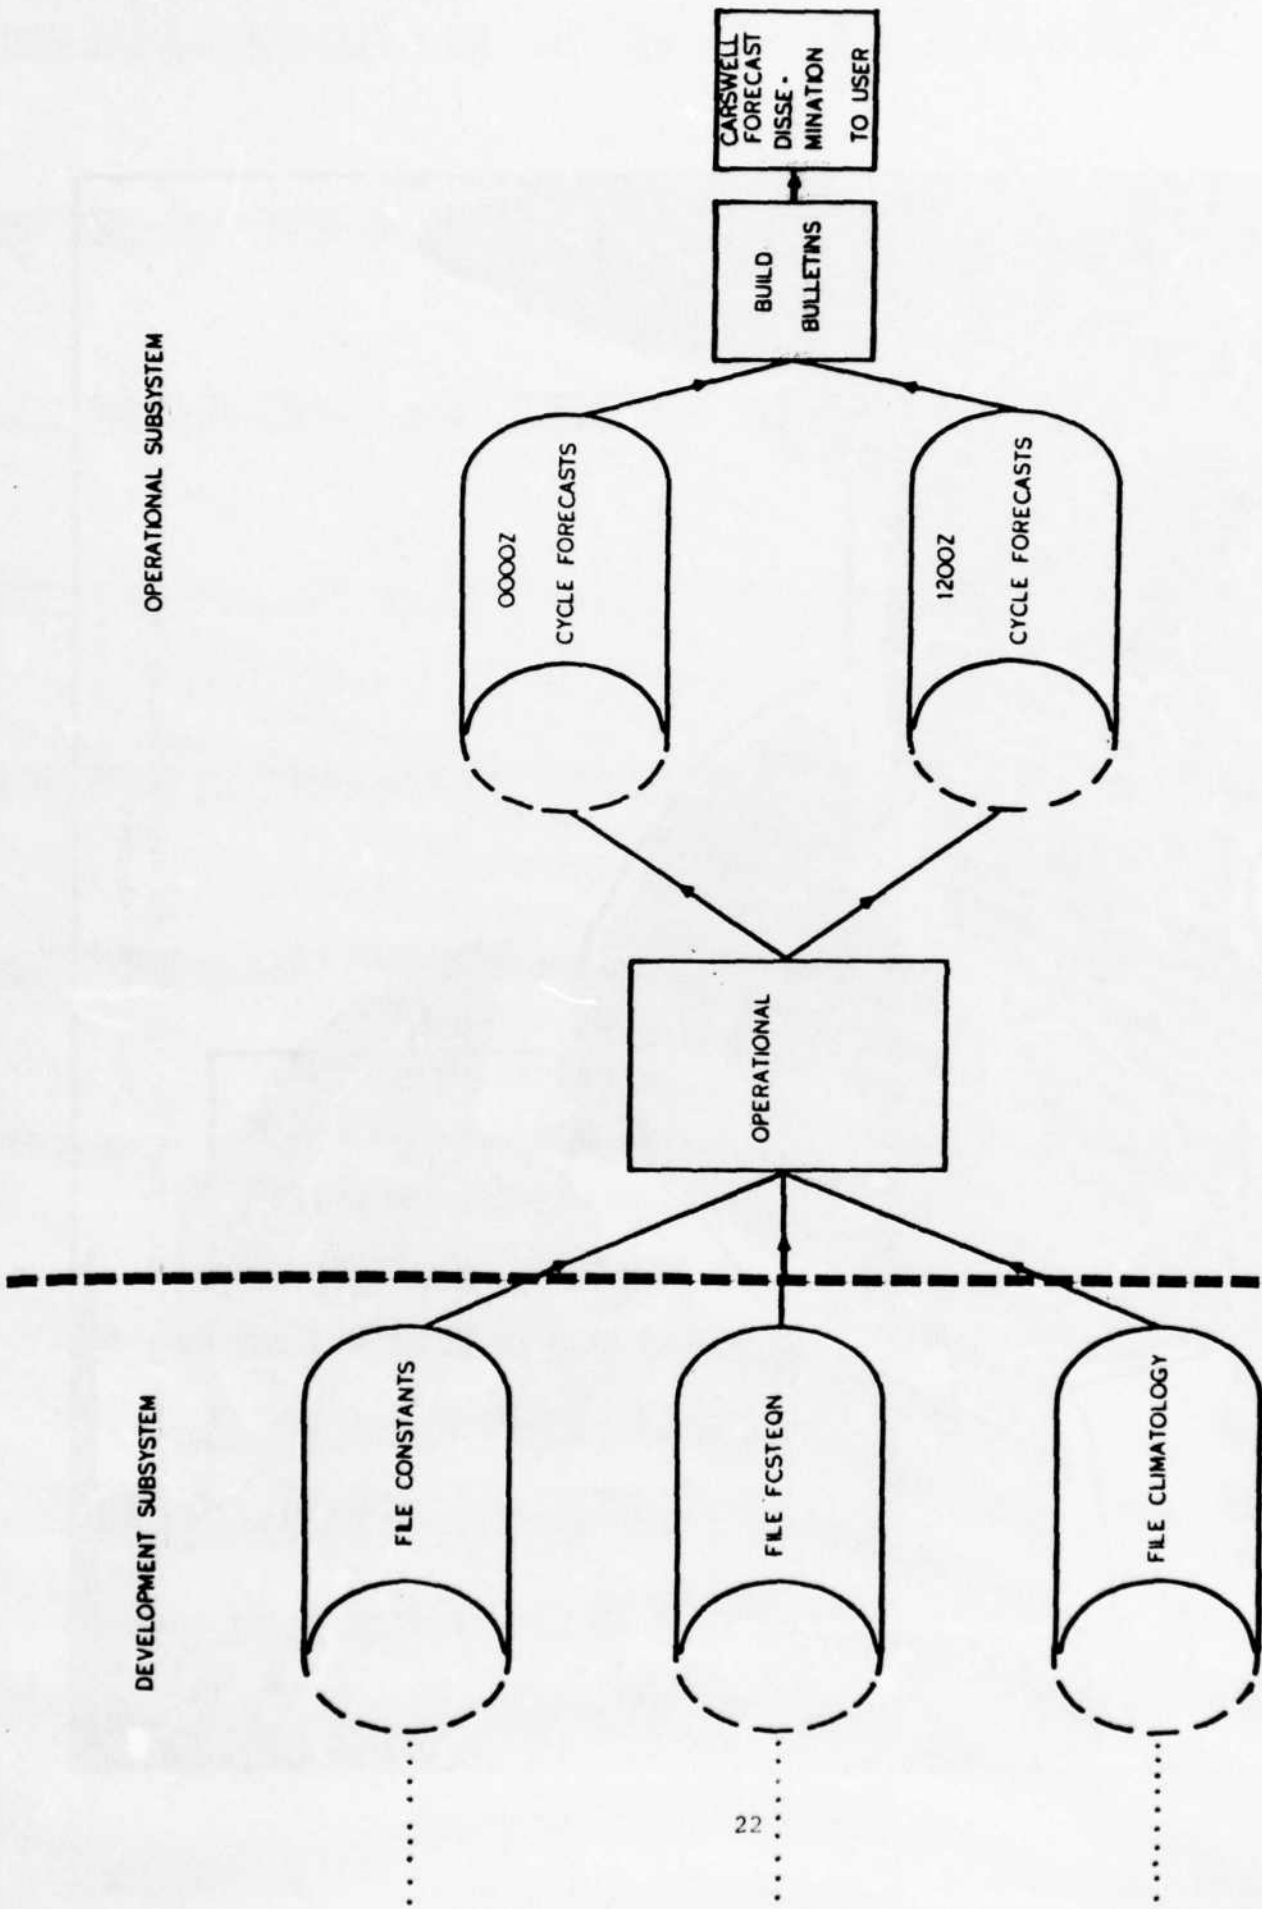 DEVELOPMENT SUBSYSTEM
OPERATIONAL SUBSYSTEM
FILE CONSTANTS
FILE FCSTEQN
FILE CLIMATOLOGY
OPERATIONAL
0000Z
CYCLE FORECASTS
1200Z
CYCLE FORECASTS
BUILD
BULLETINS
CARSWELL
FORECAST
DISSE-
MINATION
TO USER
22